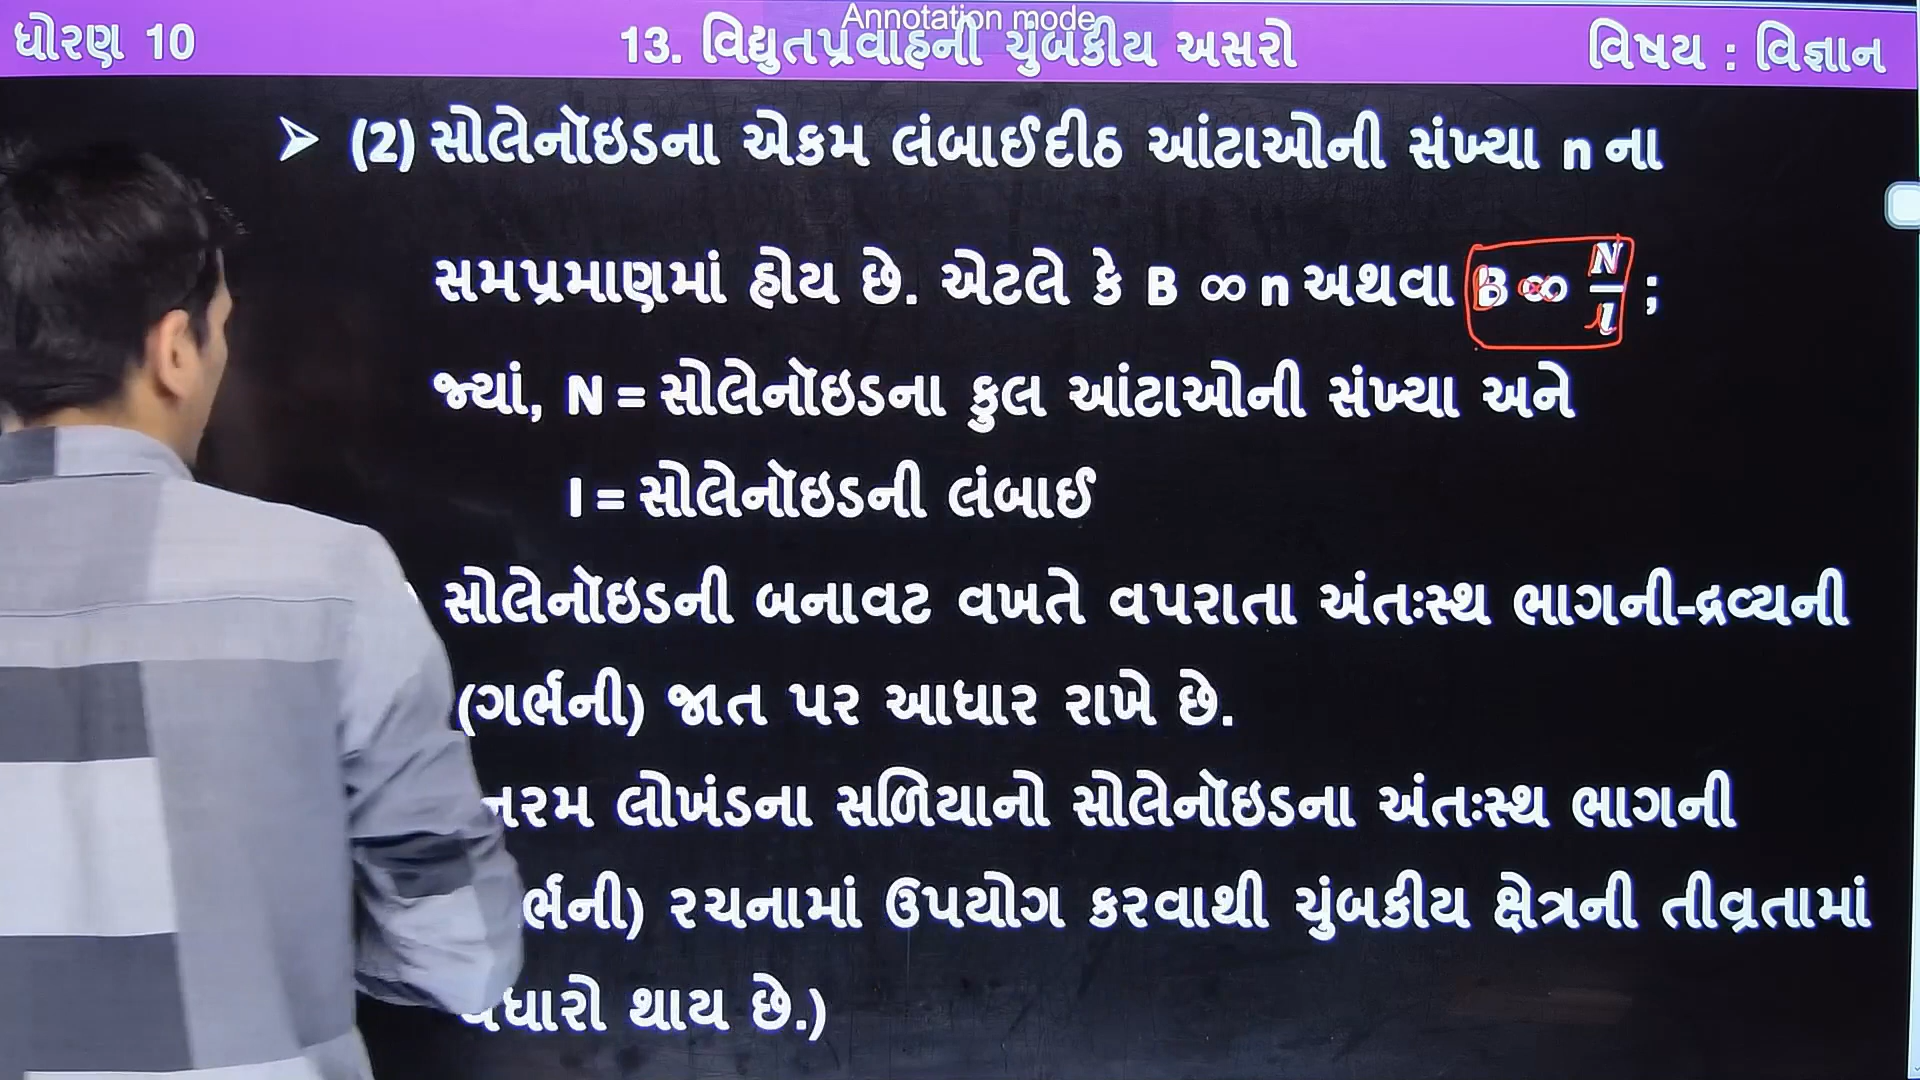 Annotation mode
ધોરણ 10 13. વિદ્યુતપ્રવાહની ચુંબકીય અસરો વિષય : વિજ્ઞાન
➤ (2) સોલેનૉઇડના એકમ લંબાઈદીઠ આંટાઓની સંખ્યા n ના
સમપ્રમાણમાં હોય છે. એટલે કે B ∞ n અથવા B ∞ N/l ;
જ્યાં, N = સોલેનૉઇડના કુલ આંટાઓની સંખ્યા અને
l = સોલેનૉઇડની લંબાઈ
સોલેનૉઇડની બનાવટ વખતે વપરાતા અંતઃસ્થ ભાગની-દ્રવ્યની
(ગર્ભની) જાત પર આધાર રાખે છે.
નરમ લોખંડના સળિયાનો સોલેનૉઇડના અંતઃસ્થ ભાગની
ર્ભની) રચનામાં ઉપયોગ કરવાથી ચુંબકીય ક્ષેત્રની તીવ્રતામાં
ધારો થાય છે.)